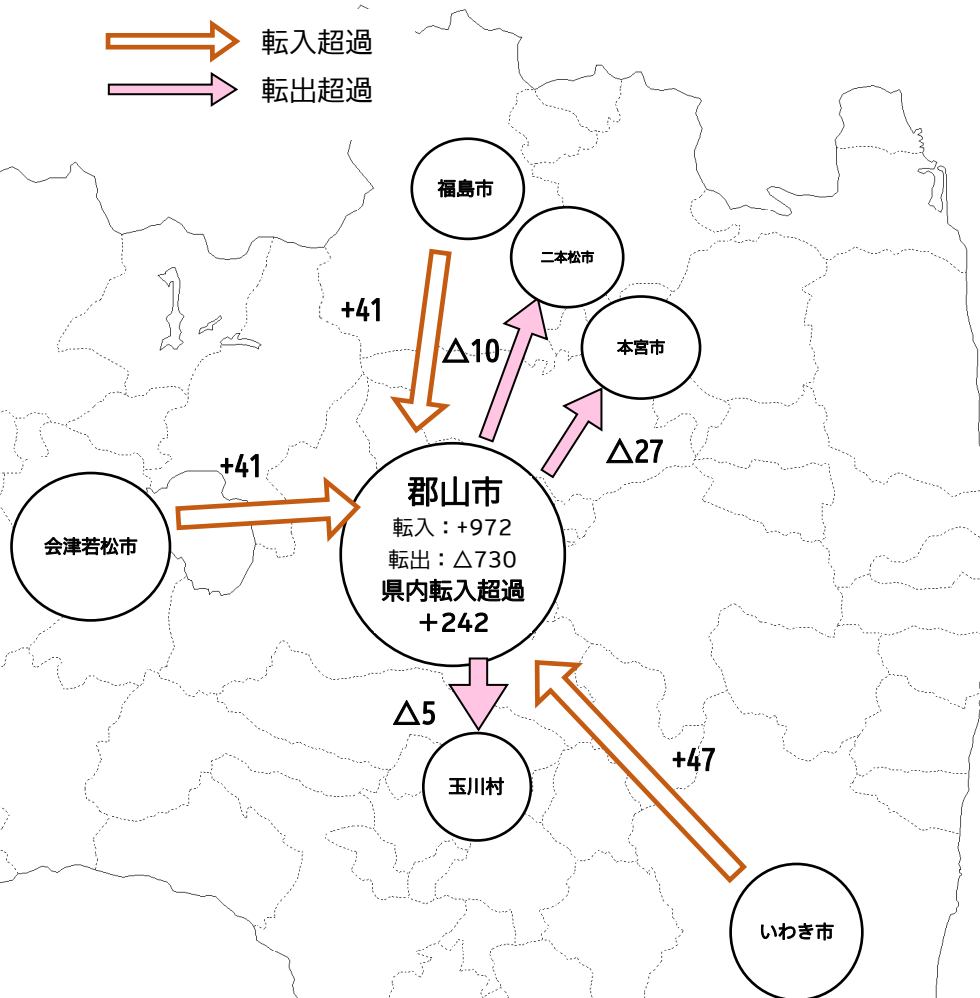 転入超過
転出超過
福島市
二本松市
+41
△10
本宮市
△27
+41
郡山市
転入：+972
転出：△730
県内転入超過
＋242
会津若松市
△5
+47
玉川村
いわき市